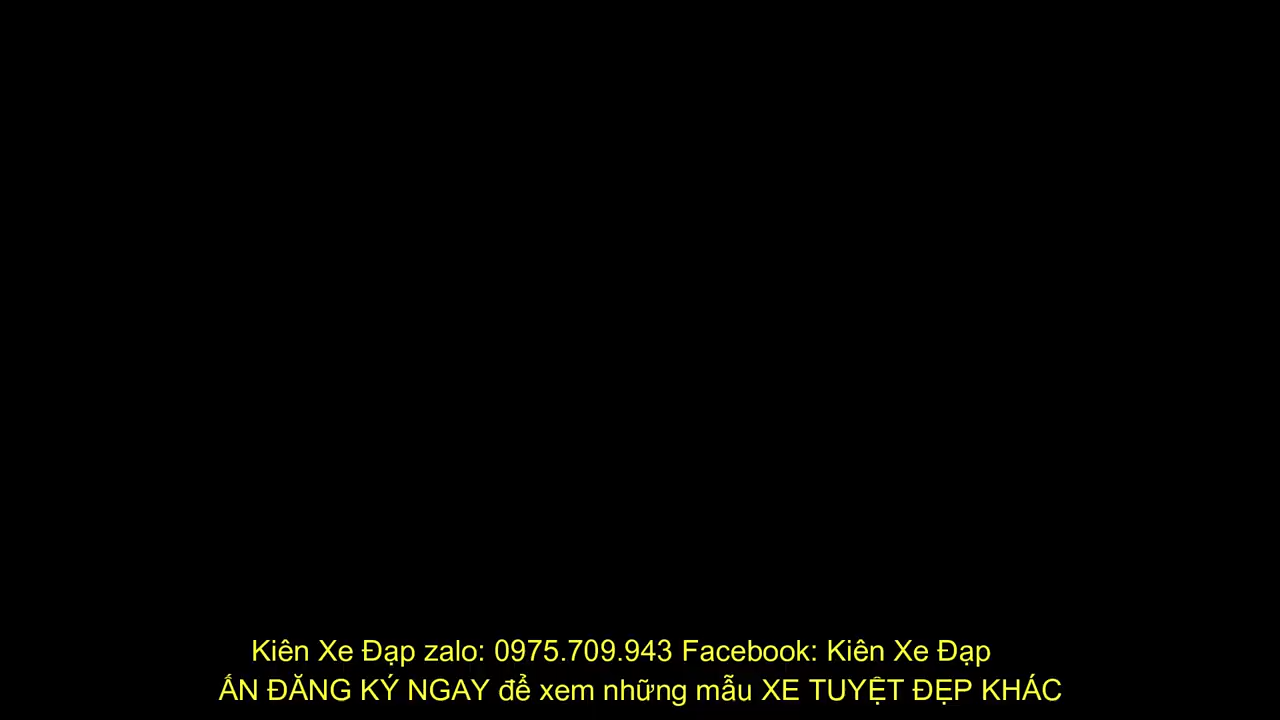 Kiên Xe Đạp zalo: 0975.709.943 Facebook: Kiên Xe Đạp
ẤN ĐĂNG KÝ NGAY để xem những mẫu XE TUYỆT ĐẸP KHÁC